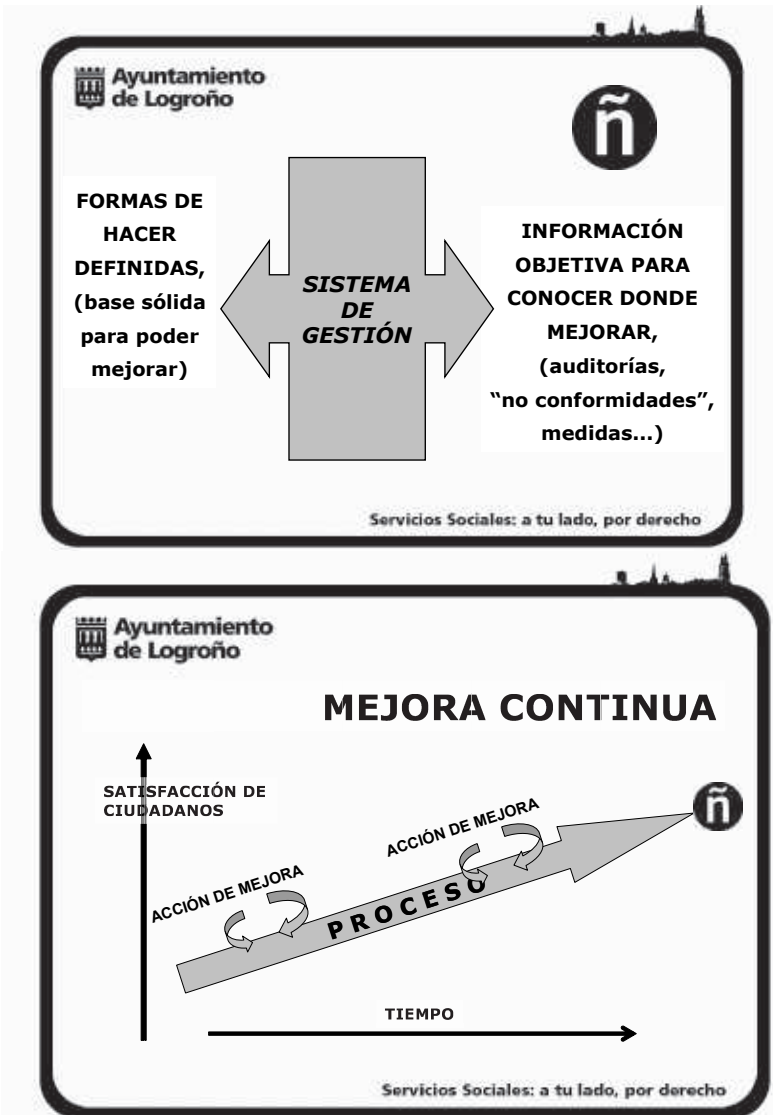 Ayuntamiento
de Logroño
ñ
FORMAS DE
HACER
DEFINIDAS,
(base sólida
para poder
mejorar)
SISTEMA
DE
GESTIÓN
INFORMACIÓN
OBJETIVA PARA
CONOCER DONDE
MEJORAR,
(auditorías,
“no conformidades”,
medidas...)
Servicios Sociales: a tu lado, por derecho
Ayuntamiento
de Logroño
MEJORA CONTINUA
SATISFACCIÓN DE
CIUDADANOS
ñ
ACCIÓN DE MEJORA
ACCIÓN DE MEJORA
PROCESO
TIEMPO
Servicios Sociales: a tu lado, por derecho